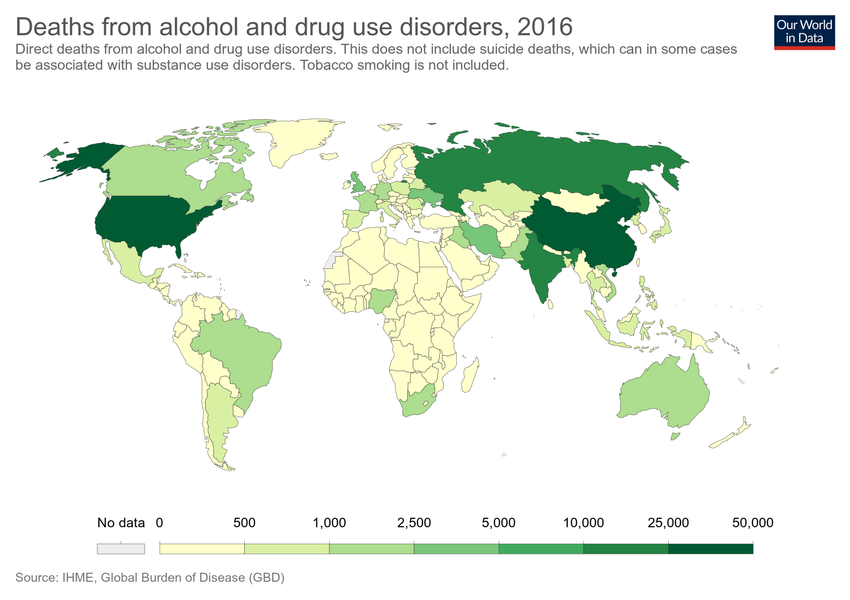 Deaths from alcohol and drug use disorders, 2016
Our World
in Data
Direct deaths from alcohol and drug use disorders. This does not include suicide deaths, which can in some cases
be associated with substance use disorders. Tobacco smoking is not included.
No data 0 500 1,000 2,500 5,000 10,000 25,000 50,000
Source: IHME, Global Burden of Disease (GBD)